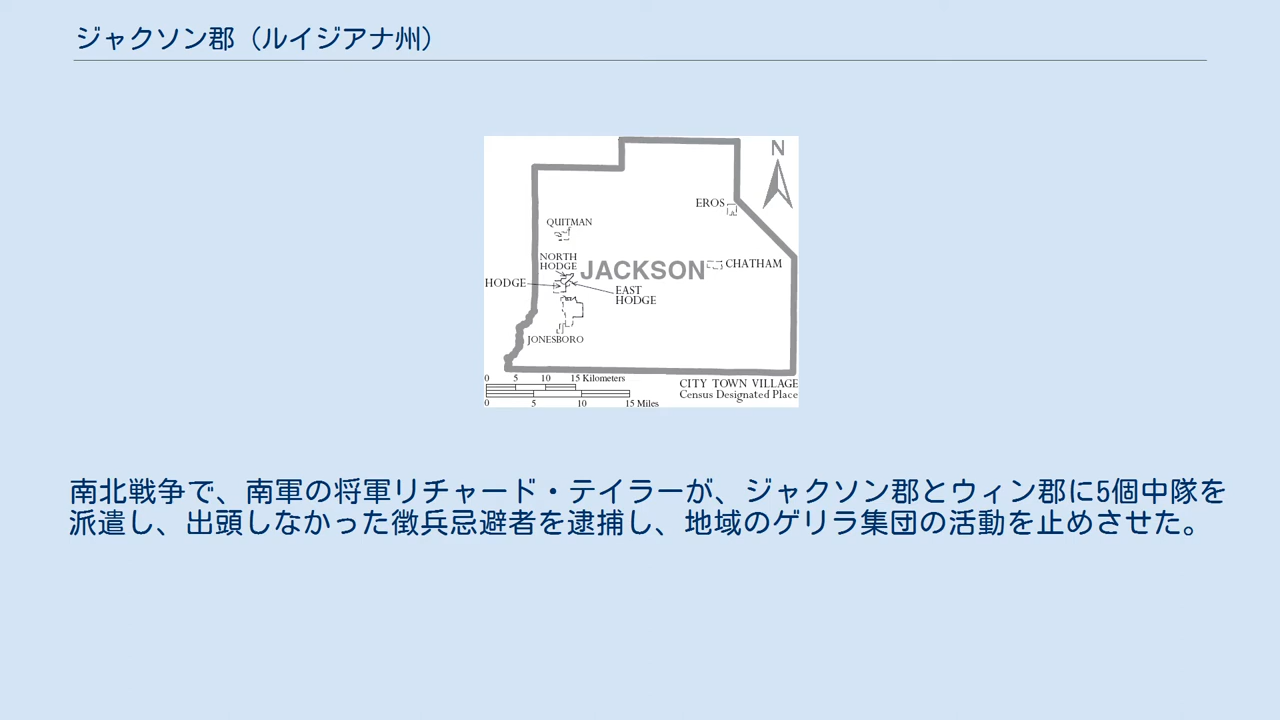 ジャクソン郡（ルイジアナ州）
N
EROS
QUITMAN
NORTH
HODGE
JACKSON
CHATHAM
HODGE
EAST
HODGE
JONESBORO
0 5 10 15 Kilometers
0 5 10 15 Miles
CITY TOWN VILLAGE
Census Designated Place
南北戦争で、南軍の将軍リチャード・テイラーが、ジャクソン郡とウィン郡に5個中隊を
派遣し、出頭しなかった徴兵忌避者を逮捕し、地域のゲリラ集団の活動を止めさせた。